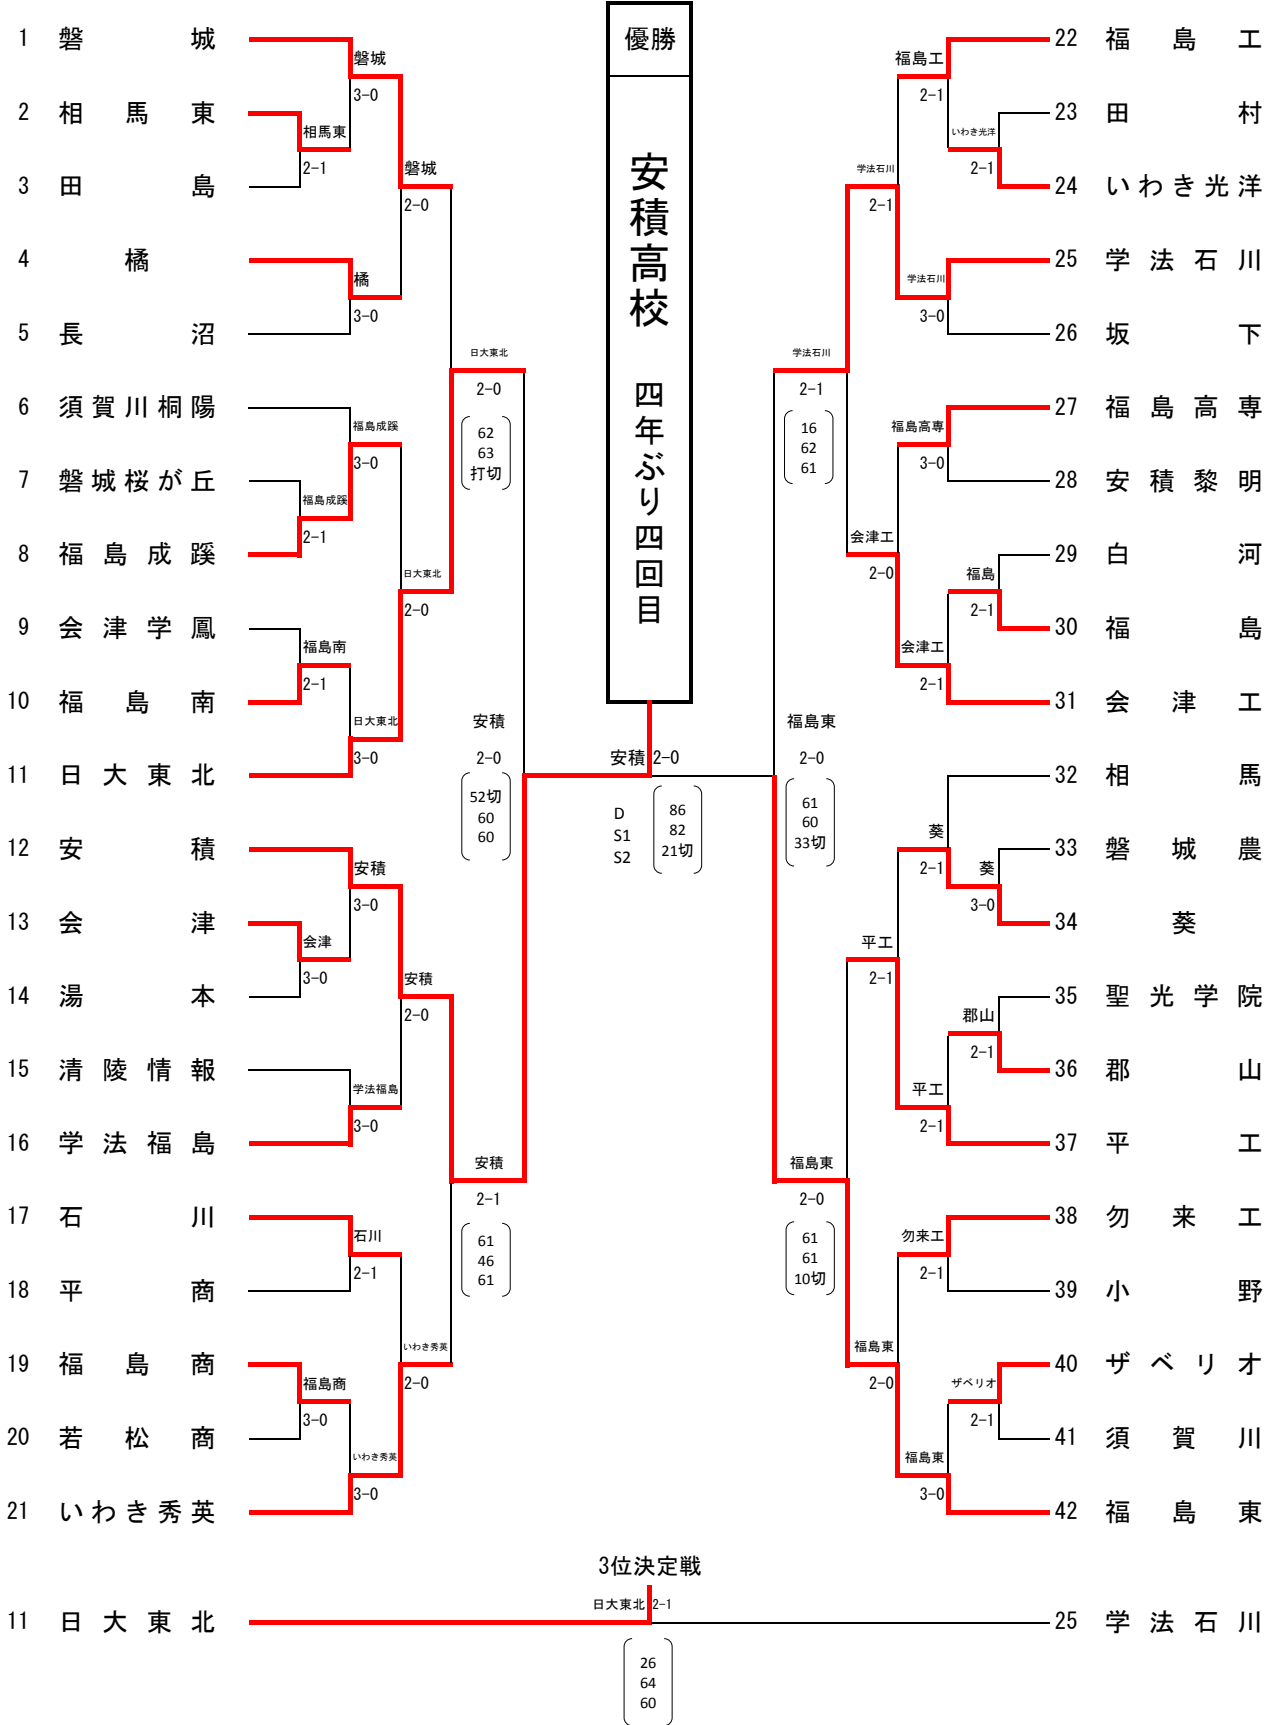 優勝
安積高校　四年ぶり四回目
1 磐城
2 相馬東
3 田島
4 橘
5 長沼
6 須賀川桐陽
7 磐城桜が丘
8 福島成蹊
9 会津学鳳
10 福島南
11 日大東北
12 安積
13 会津
14 湯本
15 清陵情報
16 学法福島
17 石川
18 平商
19 福島商
20 若松商
21 いわき秀英
磐城
3-0
相馬東
2-1
磐城
2-0
橘
3-0
日大東北
2-0
62
63
打切
福島成蹊
3-0
福島成蹊
2-1
日大東北
2-0
福島南
2-1
日大東北
3-0
安積
2-0
52切
60
60
安積
3-0
会津
3-0
安積
2-0
学法福島
3-0
安積
2-1
61
46
61
石川
2-1
いわき秀英
2-0
福島商
3-0
いわき秀英
3-0
安積 2-0
D 86
S1 82
S2 21切
22 福島工
23 田村
24 いわき光洋
25 学法石川
26 坂下
27 福島高専
28 安積黎明
29 白河
30 福島
31 会津工
32 相馬
33 磐城農
34 葵
35 聖光学院
36 郡山
37 平工
38 勿来工
39 小野
40 ザベリオ
41 須賀川
42 福島東
福島工
2-1
いわき光洋
2-1
学法石川
2-1
学法石川
3-0
学法石川
2-1
16
62
61
福島高専
3-0
会津工
2-0
福島
2-1
会津工
2-1
福島東
2-0
61
60
33切
葵
2-1
葵
3-0
平工
2-1
郡山
2-1
平工
2-1
福島東
2-0
61
61
10切
勿来工
2-1
福島東
2-0
ザベリオ
2-1
福島東
3-0
3位決定戦
日大東北 2-1
11 日大東北
25 学法石川
26
64
60